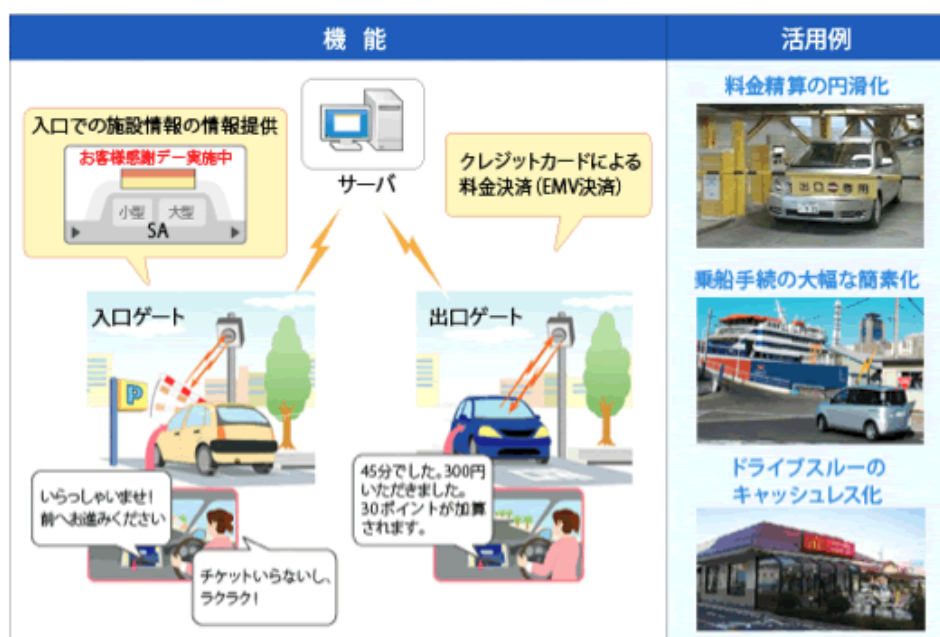 機 能
活用例
入口での施設情報の情報提供
お客様感謝デー実施中
小型
大型
SA
サーバ
クレジットカードによる
料金決済(EMV決済)
入口ゲート
P
いらっしゃいませ!
前へお進みください
チケットいらないし、
ラクラク!
出口ゲート
45分でした。300円
いただきました。
30ポイントが加算
されます。
料金精算の円滑化
出口
専用
乗船手続の大幅な簡素化
ドライブスルーの
キャッシュレス化